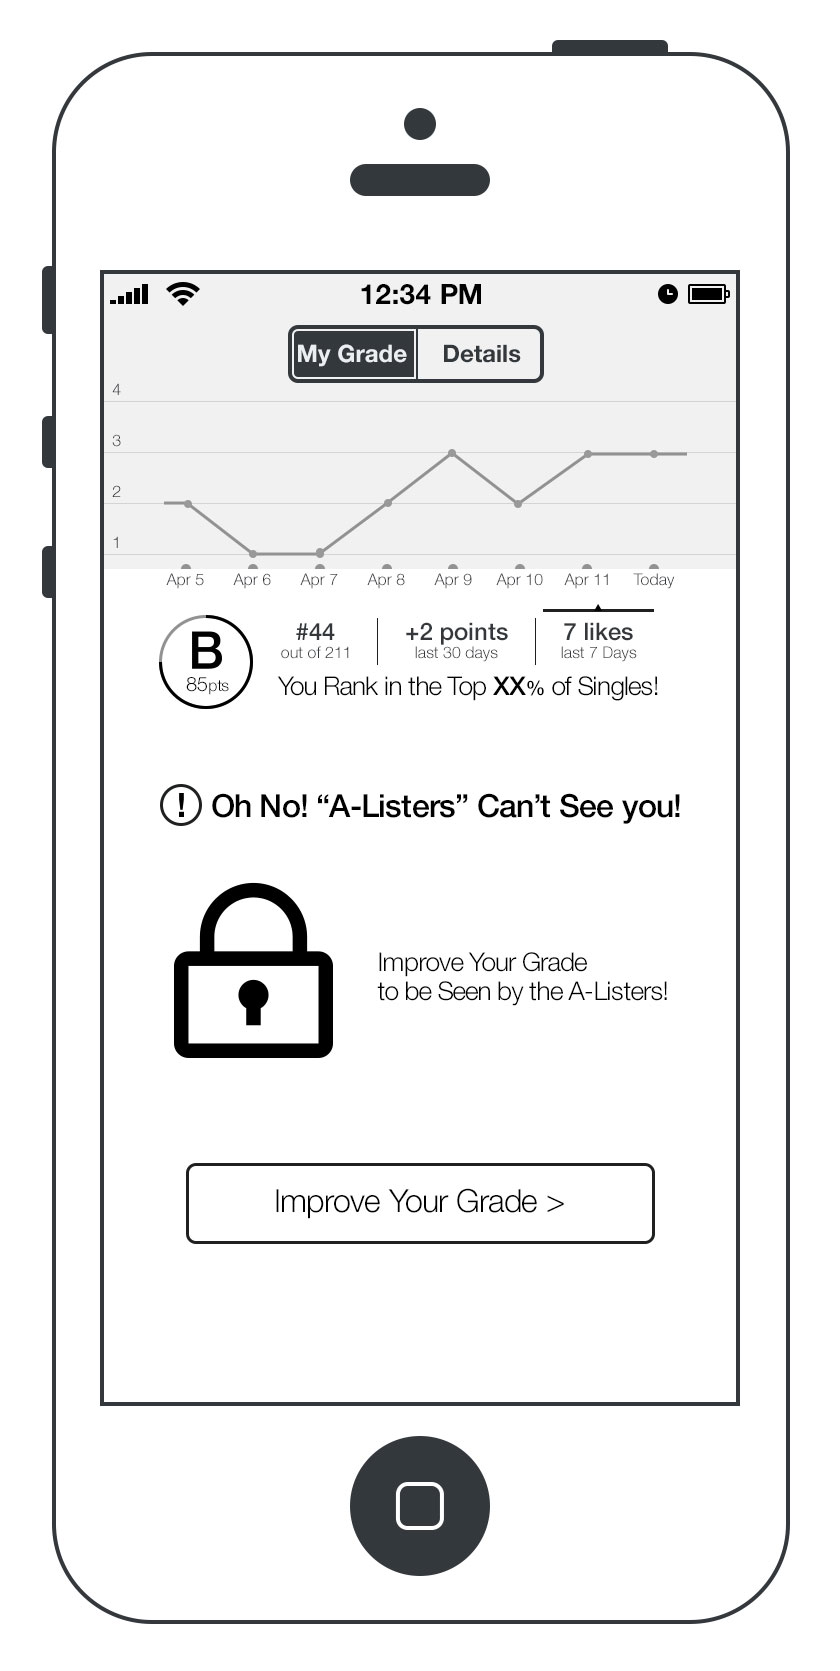 12:34 PM
My Grade Details
4
3
2
1
Apr 5 Apr 6 Apr 7 Apr 8 Apr 9 Apr 10 Apr 11 Today
B
85pts
#44
out of 211
+2 points
last 30 days
7 likes
last 7 Days
You Rank in the Top XX% of Singles!
! Oh No! “A-Listers” Can’t See you!
Improve Your Grade
to be Seen by the A-Listers!
Improve Your Grade >